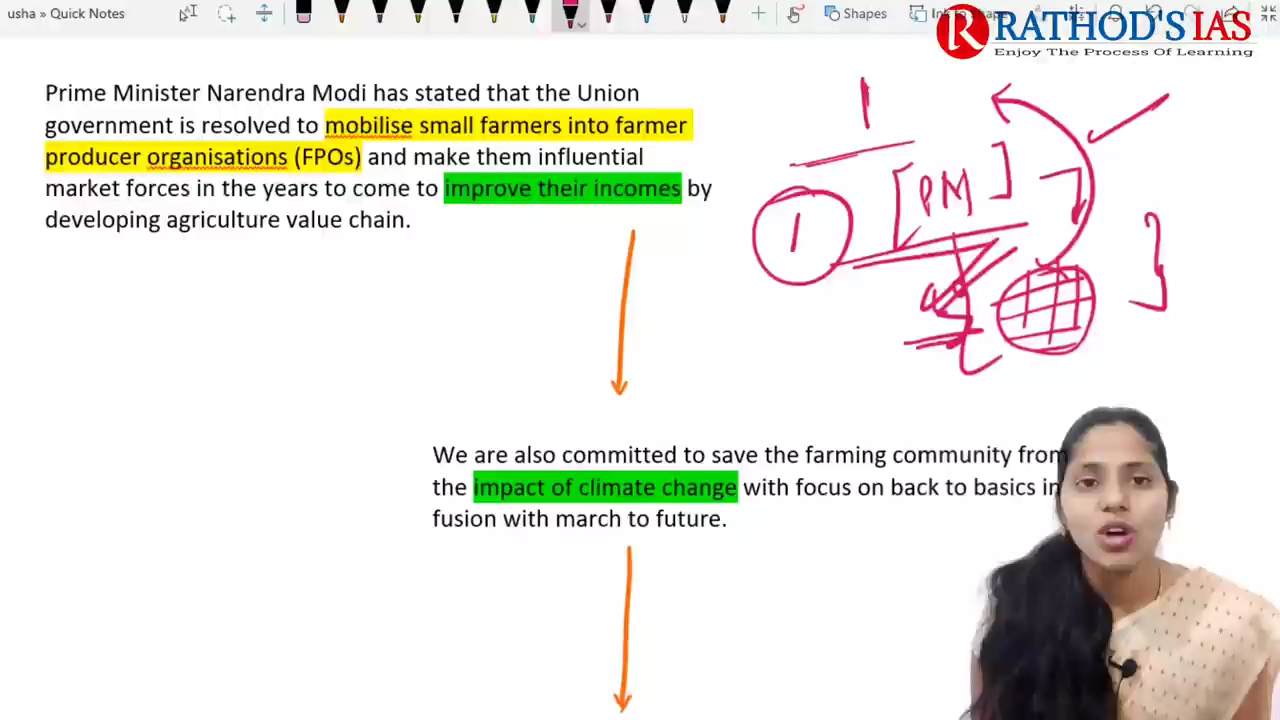 usha » Quick Notes
Shapes
RATHOD'S IAS
Enjoy The Process Of Learning
Prime Minister Narendra Modi has stated that the Union
government is resolved to mobilise small farmers into farmer
producer organisations (FPOs) and make them influential
market forces in the years to come to improve their incomes by
developing agriculture value chain.
1
[PM]
1
We are also committed to save the farming community from
the impact of climate change with focus on back to basics in
fusion with march to future.